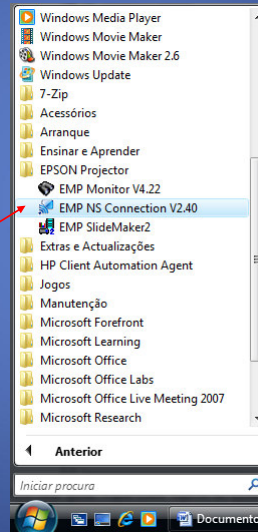 Windows Media Player
Windows Movie Maker
Windows Movie Maker 2.6
Windows Update
7-Zip
Acessórios
Arranque
Ensinar e Aprender
EPSON Projector
EMP Monitor V4.22
EMP NS Connection V2.40
EMP SlideMaker2
Extras e Actualizações
HP Client Automation Agent
Jogos
Manutenção
Microsoft Forefront
Microsoft Learning
Microsoft Office
Microsoft Office Labs
Microsoft Office Live Meeting 2007
Microsoft Research
Anterior
Iniciar procura
Documento